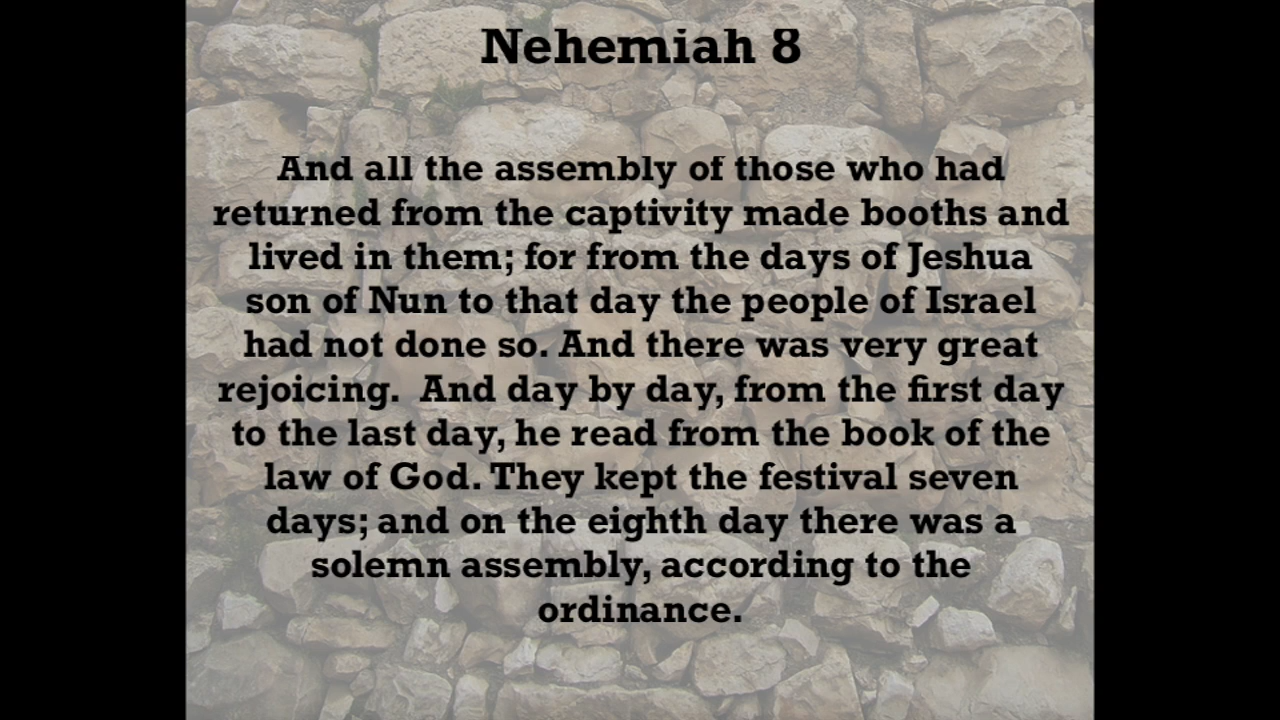 Nehemiah 8
And all the assembly of those who had
returned from the captivity made booths and
lived in them; for from the days of Jeshua
son of Nun to that day the people of Israel
had not done so. And there was very great
rejoicing.  And day by day, from the first day
to the last day, he read from the book of the
law of God. They kept the festival seven
days; and on the eighth day there was a
solemn assembly, according to the
ordinance.